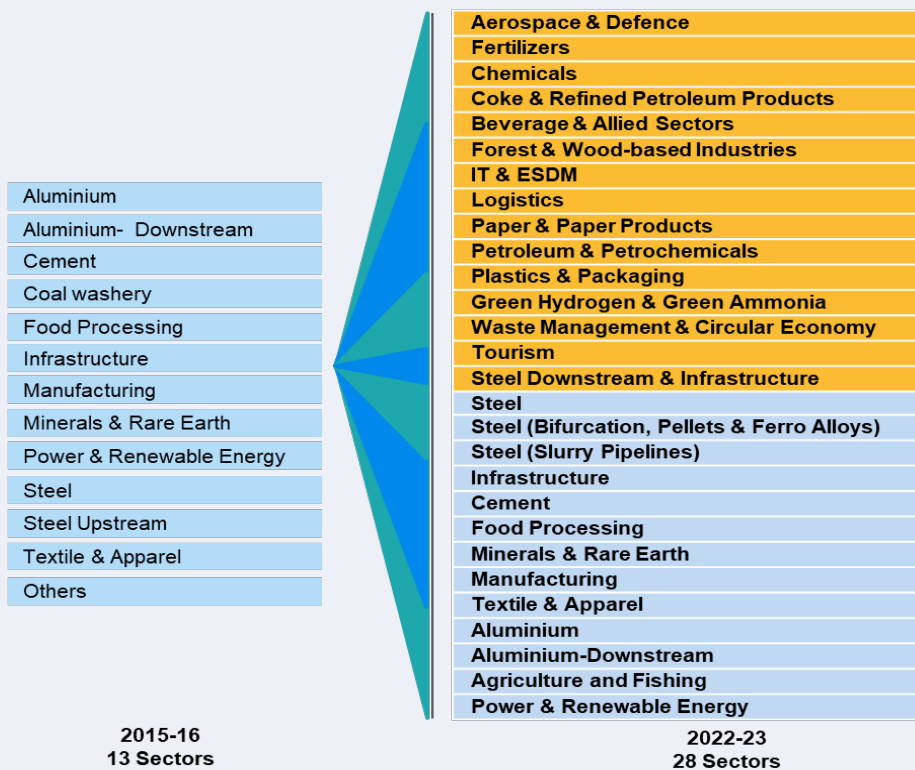 Aluminium
Aluminium- Downstream
Cement
Coal washery
Food Processing
Infrastructure
Manufacturing
Minerals & Rare Earth
Power & Renewable Energy
Steel
Steel Upstream
Textile & Apparel
Others
2015-16
13 Sectors
Aerospace & Defence
Fertilizers
Chemicals
Coke & Refined Petroleum Products
Beverage & Allied Sectors
Forest & Wood-based Industries
IT & ESDM
Logistics
Paper & Paper Products
Petroleum & Petrochemicals
Plastics & Packaging
Green Hydrogen & Green Ammonia
Waste Management & Circular Economy
Tourism
Steel Downstream & Infrastructure
Steel
Steel (Bifurcation, Pellets & Ferro Alloys)
Steel (Slurry Pipelines)
Infrastructure
Cement
Food Processing
Minerals & Rare Earth
Manufacturing
Textile & Apparel
Aluminium
Aluminium-Downstream
Agriculture and Fishing
Power & Renewable Energy
2022-23
28 Sectors